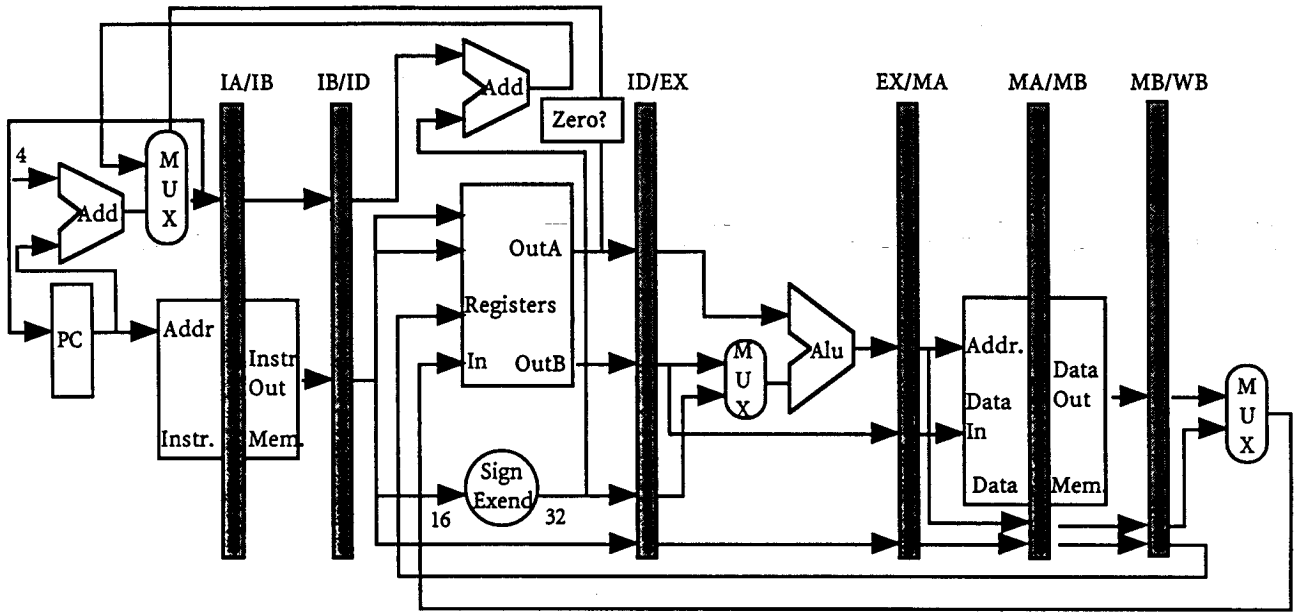 IA/IB
IB/ID
ID/EX
EX/MA
MA/MB
MB/WB
Add
Zero?
4
M
U
X
Add
PC
Addr
Instr
Out
Instr.
Mem.
OutA
Registers
In
OutB
Sign
Exend
16
32
M
U
X
Alu
Addr.
Data
In
Data
Out
Data
Mem.
M
U
X